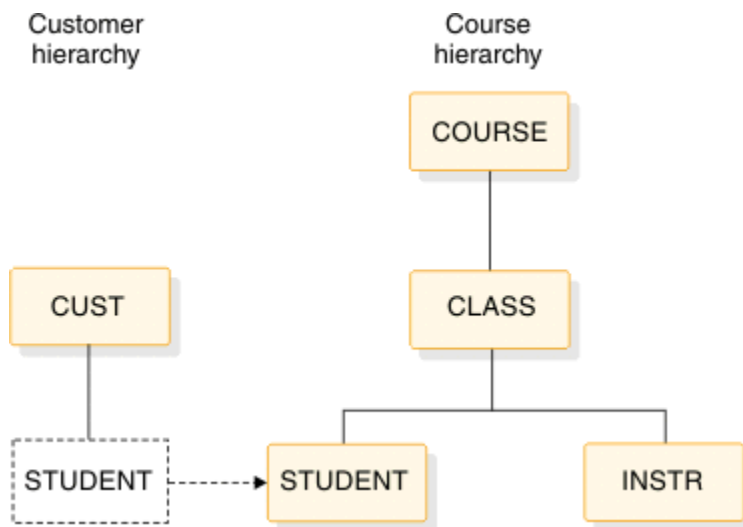 Customer
hierarchy
Course
hierarchy
COURSE
CUST
CLASS
STUDENT
STUDENT
INSTR